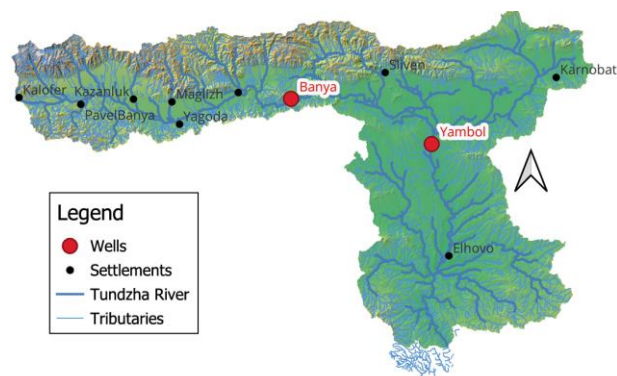 Kalofer
Kazanluk
PavelBanya
Maglizh
Yagoda
Banya
Sliven
Karnobat
Yambol
Elhovo
Legend
Wells
Settlements
Tundzha River
Tributaries